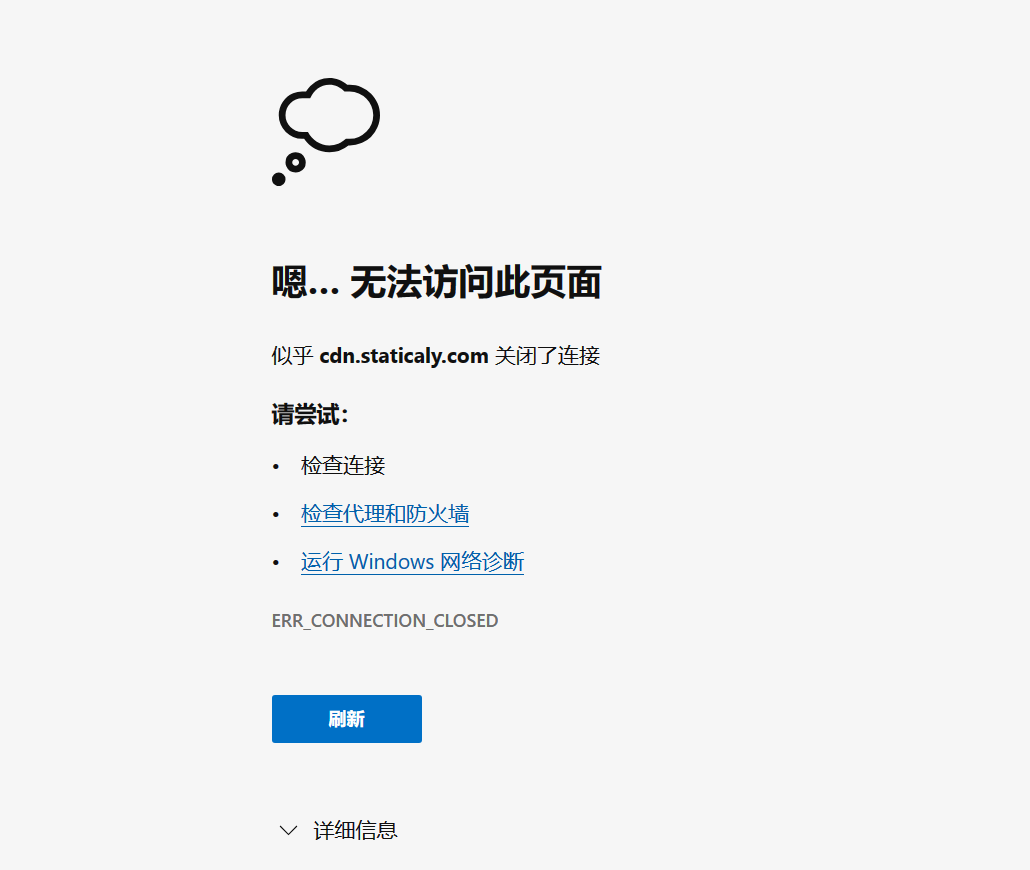 嗯… 无法访问此页面
似乎 cdn.staticaly.com 关闭了连接
请尝试：
• 检查连接
• 检查代理和防火墙
• 运行 Windows 网络诊断
ERR_CONNECTION_CLOSED
刷新
详细信息